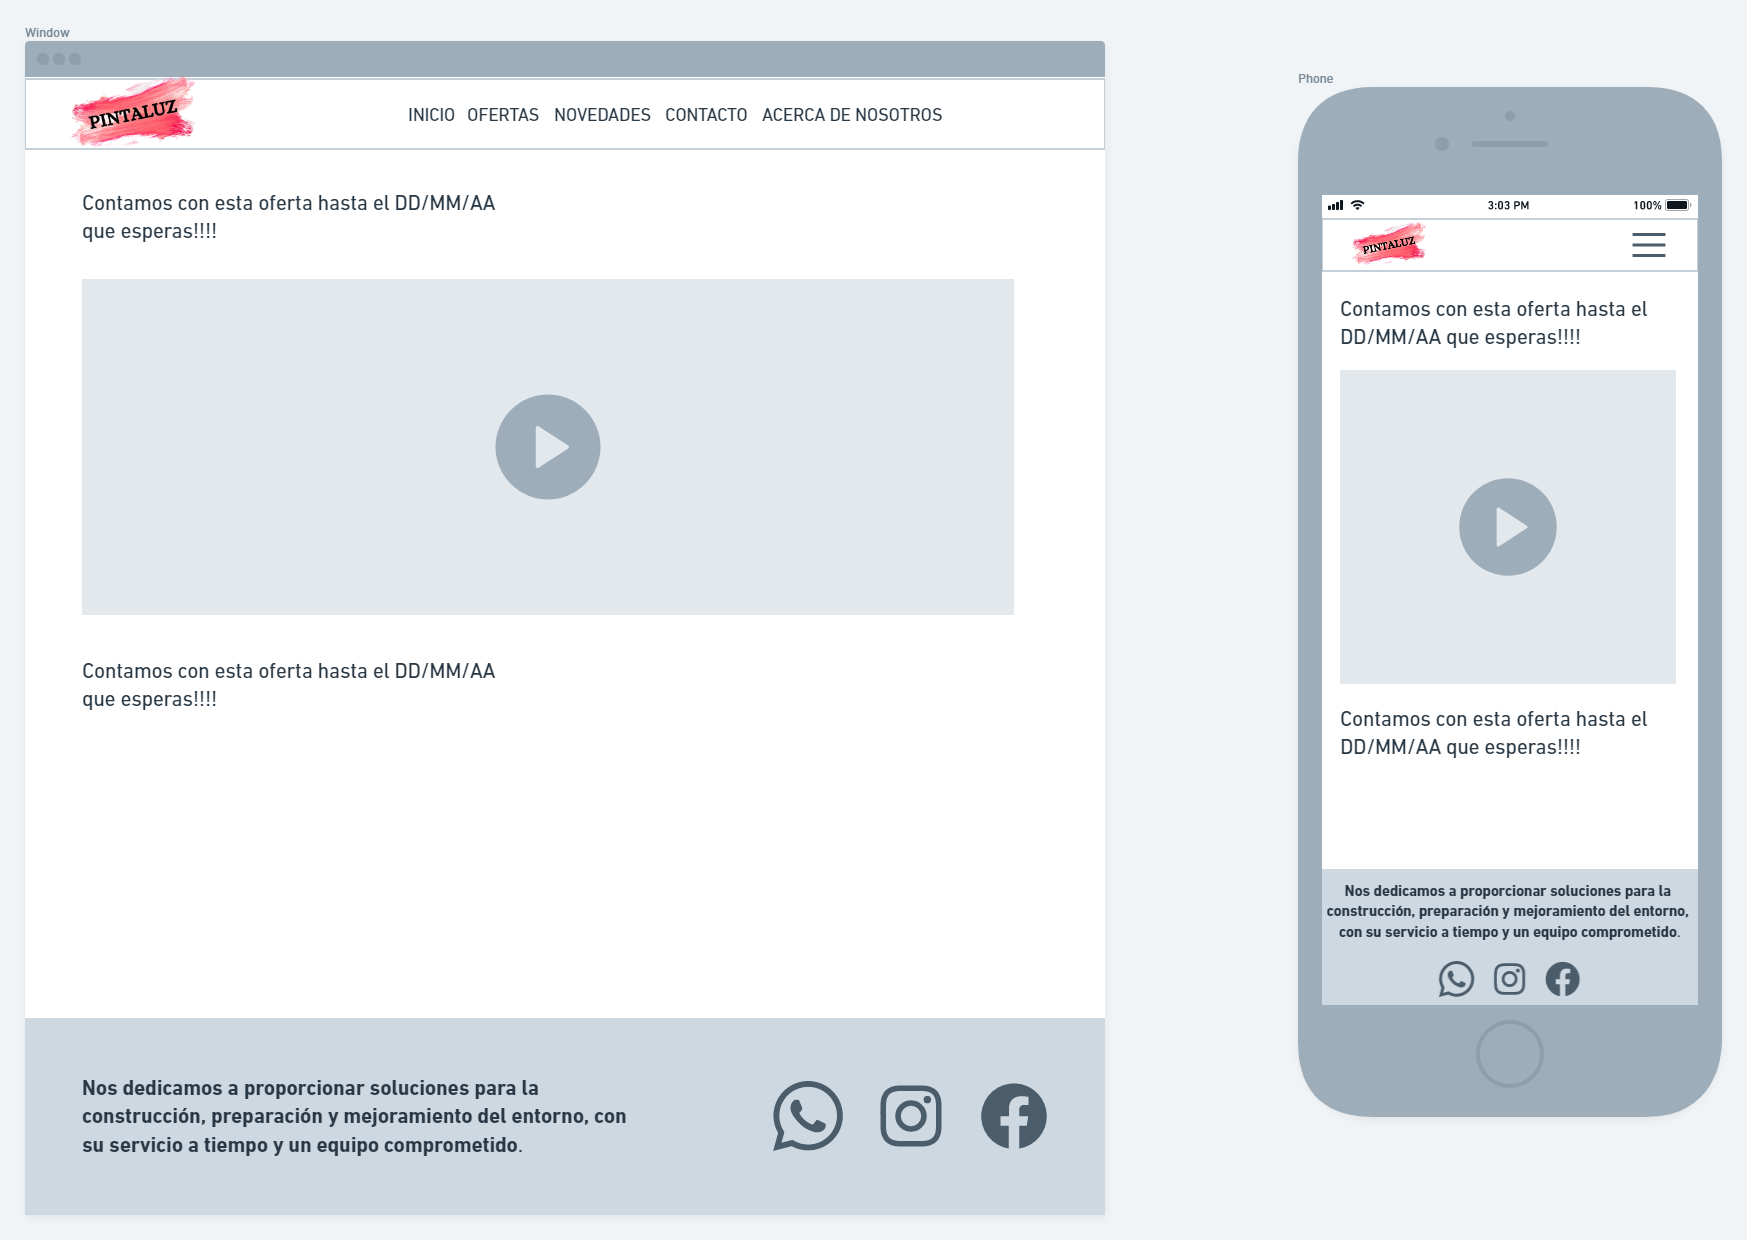 Window
PINTALUZ
INICIO OFERTAS NOVEDADES CONTACTO ACERCA DE NOSOTROS
Contamos con esta oferta hasta el DD/MM/AA
que esperas!!!!
Contamos con esta oferta hasta el DD/MM/AA
que esperas!!!!
Nos dedicamos a proporcionar soluciones para la
construcción, preparación y mejoramiento del entorno, con
su servicio a tiempo y un equipo comprometido.
Phone
3:03 PM
100%
PINTALUZ
Contamos con esta oferta hasta el
DD/MM/AA que esperas!!!!
Contamos con esta oferta hasta el
DD/MM/AA que esperas!!!!
Nos dedicamos a proporcionar soluciones para la
construcción, preparación y mejoramiento del entorno,
con su servicio a tiempo y un equipo comprometido.